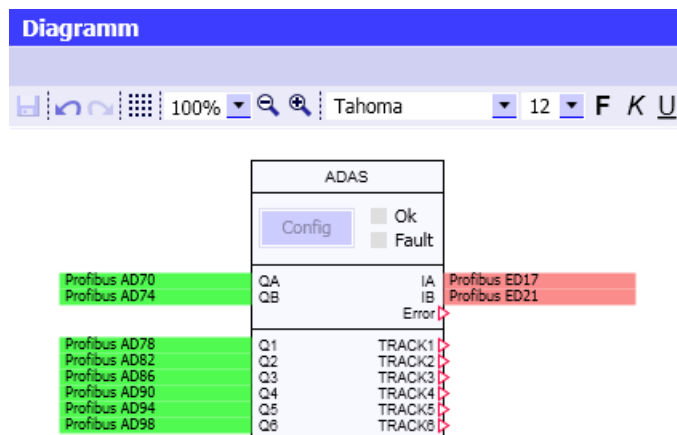 Diagramm
100% Tahoma 12 F K U
ADAS
Config Ok
Fault
Profibus AD70 QA IA Profibus ED17
Profibus AD74 QB IB Profibus ED21
Error
Profibus AD78 Q1 TRACK1
Profibus AD82 Q2 TRACK2
Profibus AD86 Q3 TRACK3
Profibus AD90 Q4 TRACK4
Profibus AD94 Q5 TRACK5
Profibus AD98 Q6 TRACK6